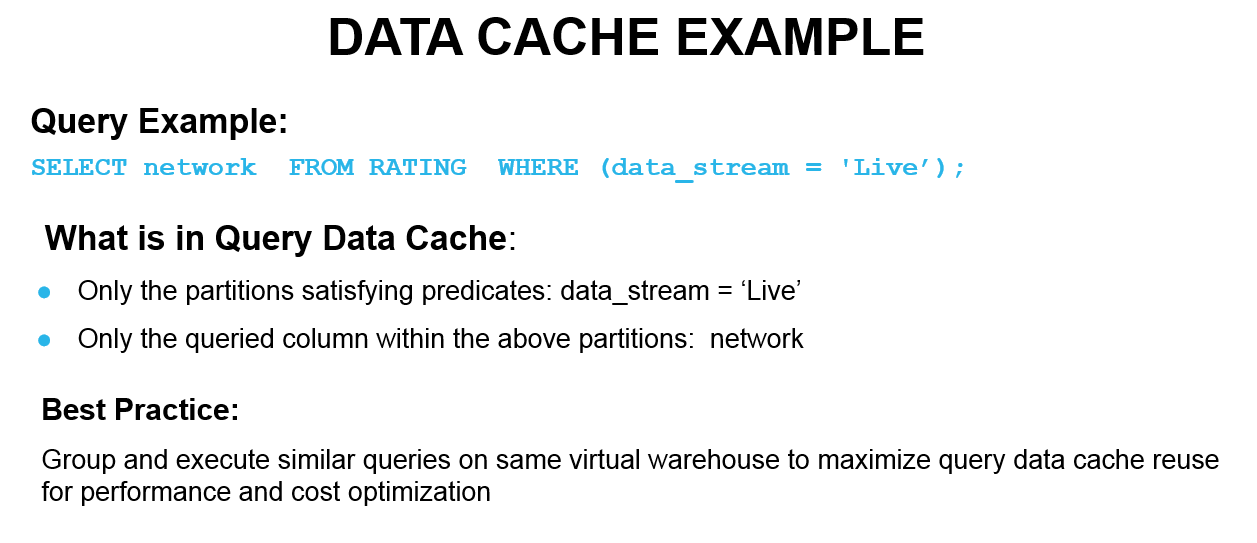 DATA CACHE EXAMPLE
Query Example:
SELECT network  FROM RATING  WHERE (data_stream = 'Live’);
What is in Query Data Cache:
● Only the partitions satisfying predicates: data_stream = ‘Live’
● Only the queried column within the above partitions:  network
Best Practice:
Group and execute similar queries on same virtual warehouse to maximize query data cache reuse
for performance and cost optimization